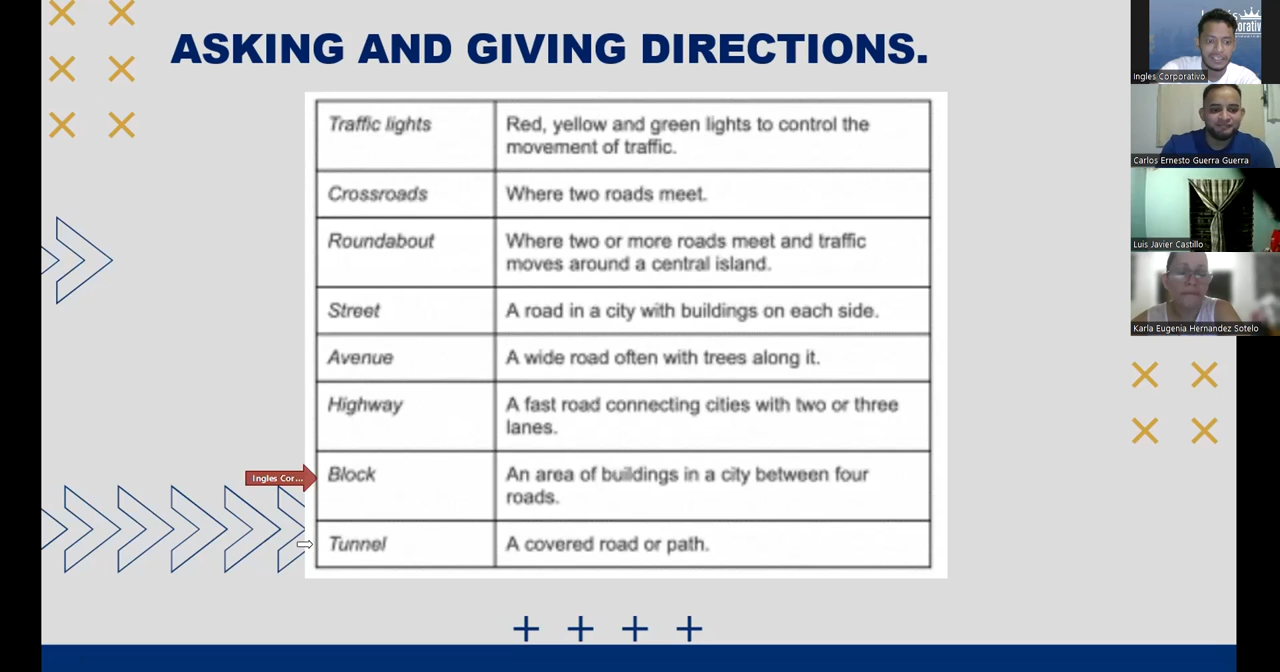 ASKING AND GIVING DIRECTIONS.
Traffic lights
Red, yellow and green lights to control the
movement of traffic.
Crossroads
Where two roads meet.
Roundabout
Where two or more roads meet and traffic
moves around a central island.
Street
A road in a city with buildings on each side.
Avenue
A wide road often with trees along it.
Highway
A fast road connecting cities with two or three
lanes.
Ingles Cor...
Block
An area of buildings in a city between four
roads.
Tunnel
A covered road or path.
Ingles Corporativo
Carlos Ernesto Guerra Guerra
Luis Javier Castillo
Karla Eugenia Hernandez Sotelo